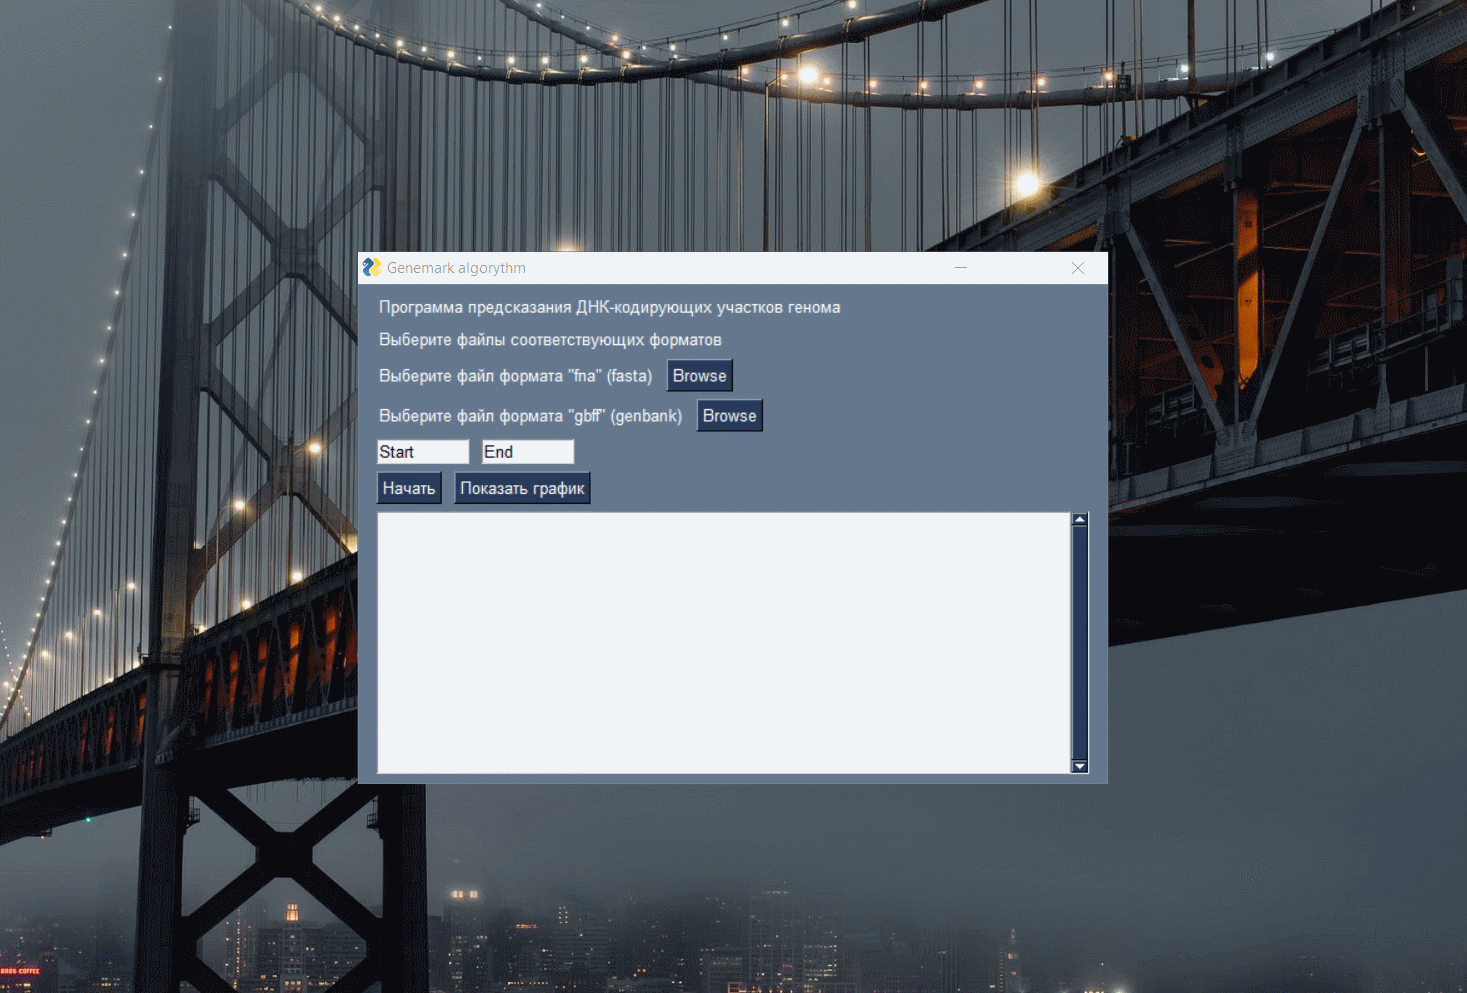 Genemark algorythm
Программа предсказания ДНК-кодирующих участков генома
Выберите файлы соответствующих форматов
Выберите файл формата "fna" (fasta) Browse
Выберите файл формата "gbff" (genbank) Browse
Start End
Начать Показать график